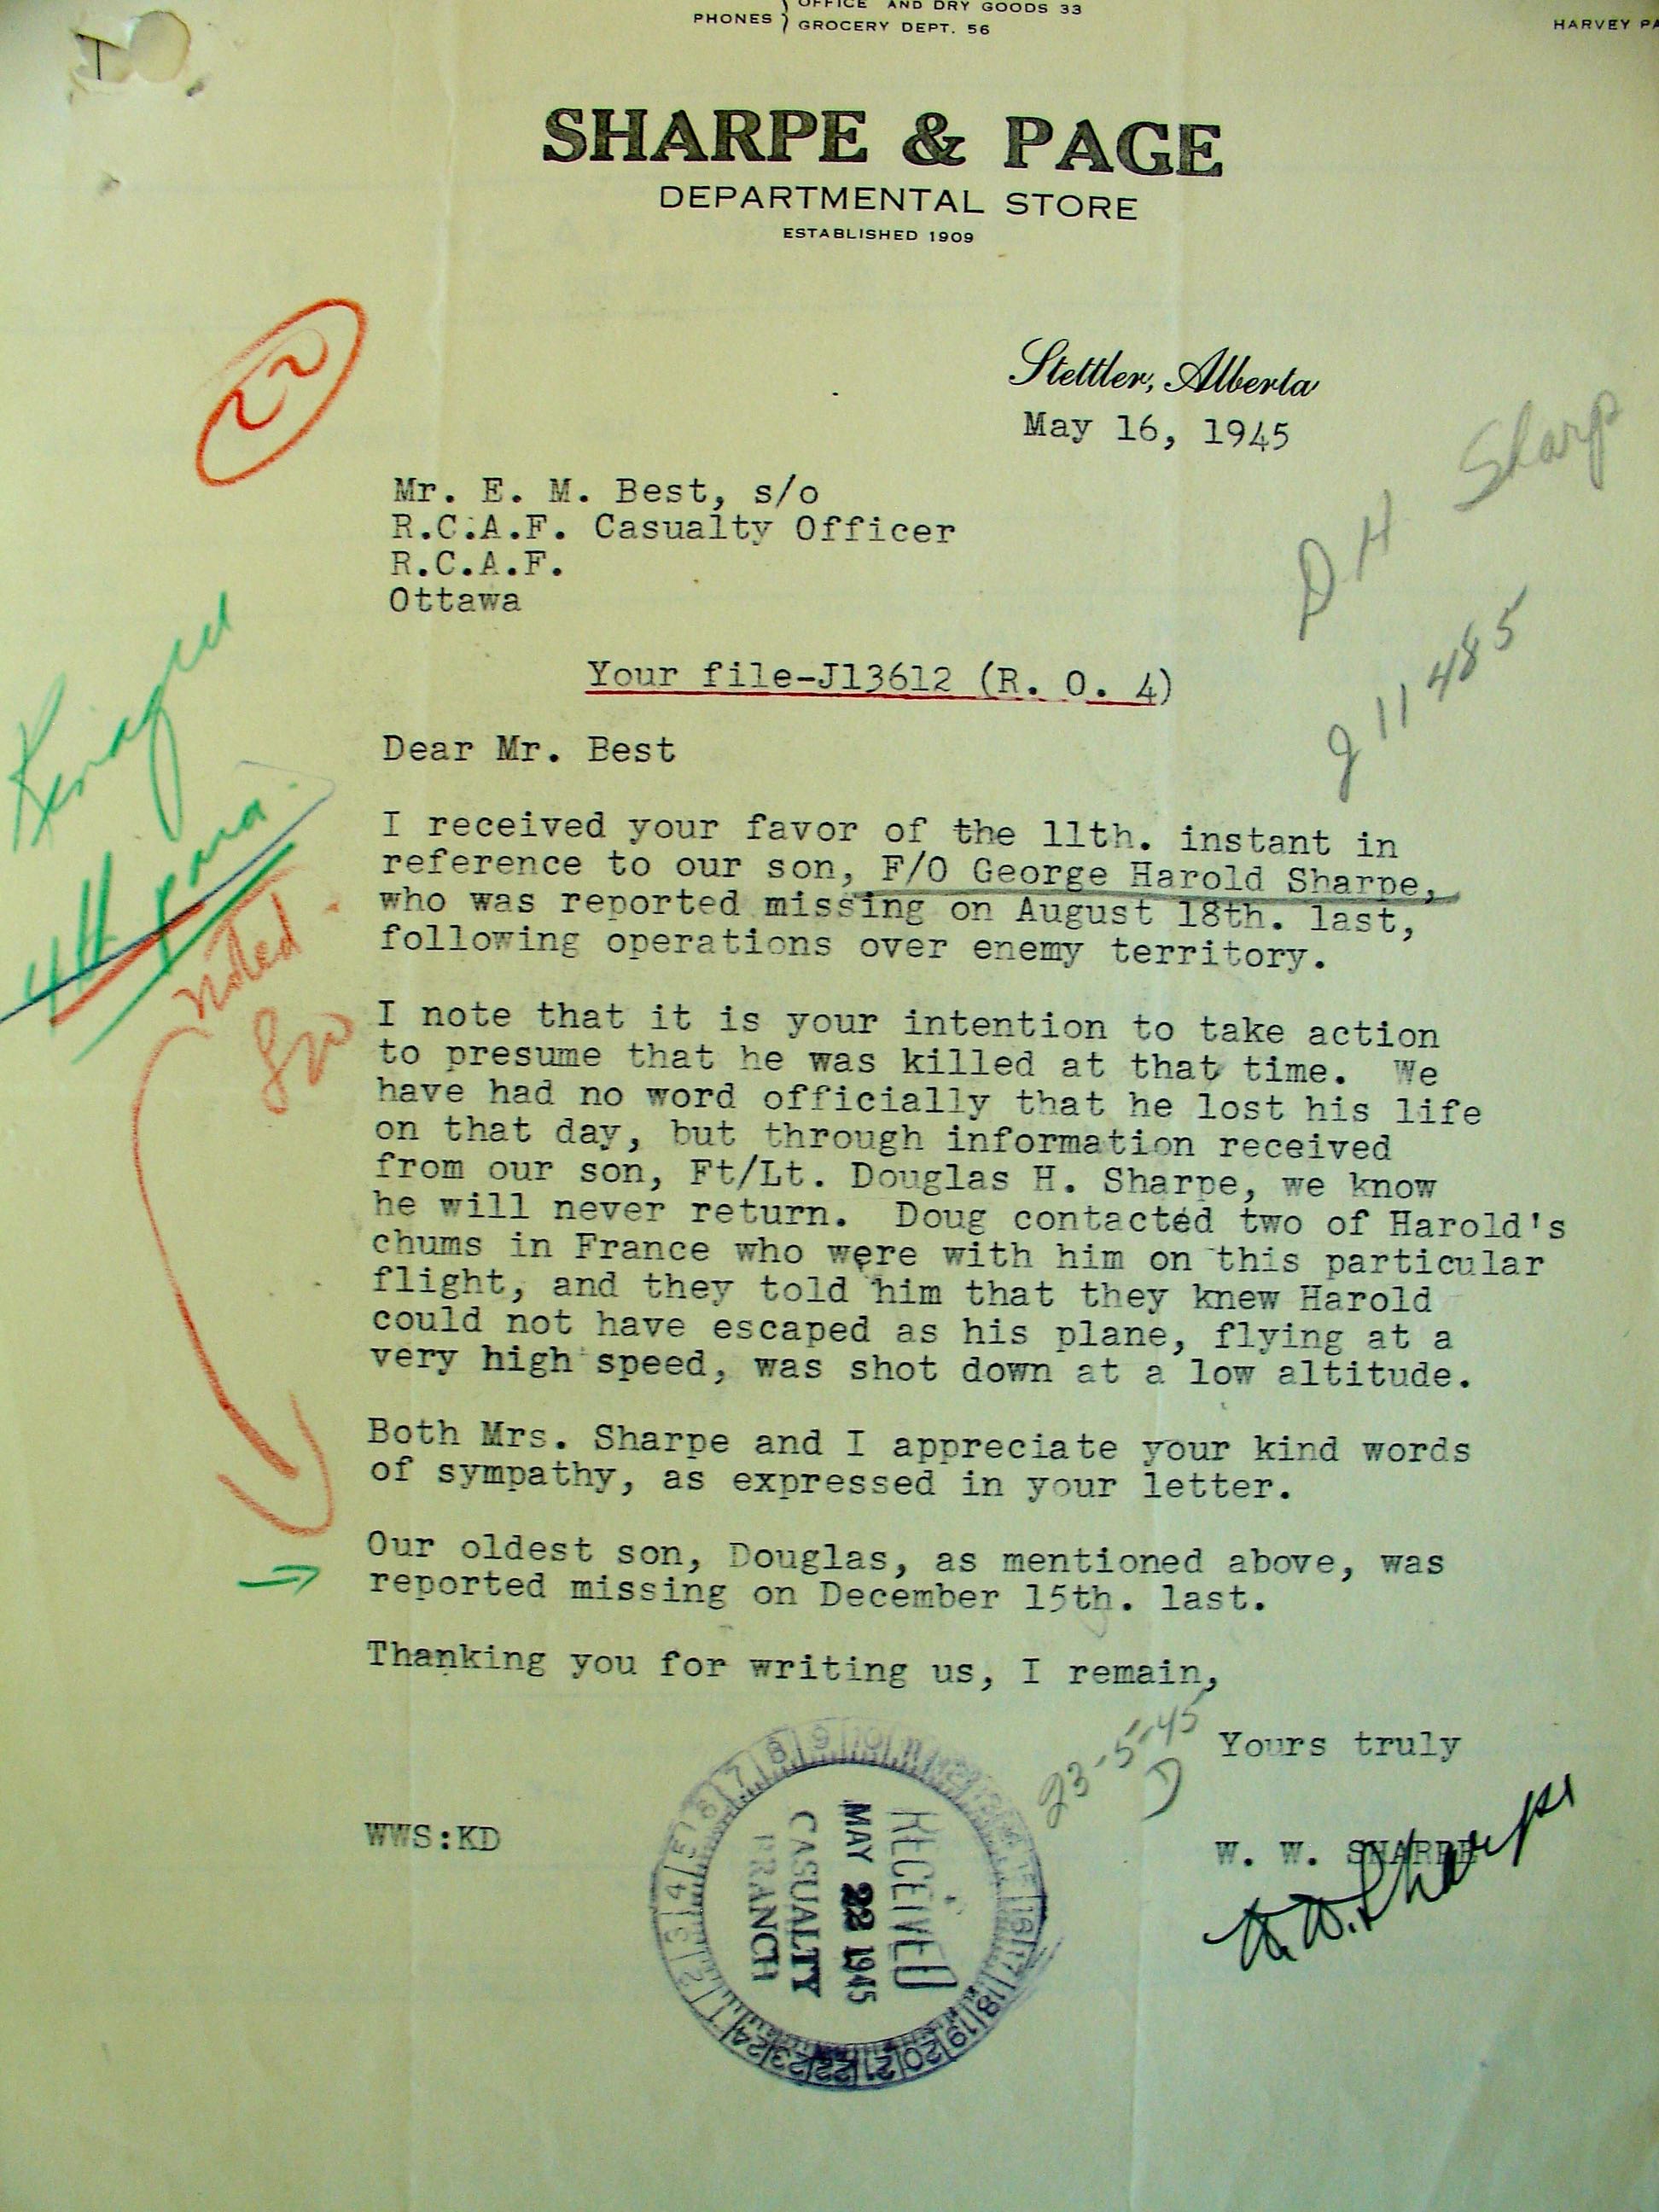 OFFICE AND DRY GOODS 33
PHONES
GROCERY DEPT. 56
HARVEY PA
SHARPE & PAGE
DEPARTMENTAL STORE
ESTABLISHED 1909
22
Stettler, Alberta
May 16, 1945
D H Sharp
J 11485
Mr. E. M. Best, s/o
R.C.A.F. Casualty Officer
R.C.A.F.
Ottawa
Your file-J13612 (R. O. 4)
Dear Mr. Best
I received your favor of the 11th. instant in
reference to our son, F/O George Harold Sharpe,
who was reported missing on August 18th. last,
following operations over enemy territory.
noted
I note that it is your intention to take action
to presume that he was killed at that time. We
have had no word officially that he lost his life
on that day, but through information received
from our son, Ft/Lt. Douglas H. Sharpe, we know
he will never return. Doug contacted two of Harold's
chums in France who were with him on this particular
flight, and they told him that they knew Harold
could not have escaped as his plane, flying at a
very high speed, was shot down at a low altitude.
Both Mrs. Sharpe and I appreciate your kind words
of sympathy, as expressed in your letter.
Our oldest son, Douglas, as mentioned above, was
reported missing on December 15th. last.
Thanking you for writing us, I remain,
23-5-45
D
Yours truly
WWS:KD
W. W. SHARPE
W. W. Sharpe
RECEIVED
MAY 22 1945
CASUALTY
BRANCH